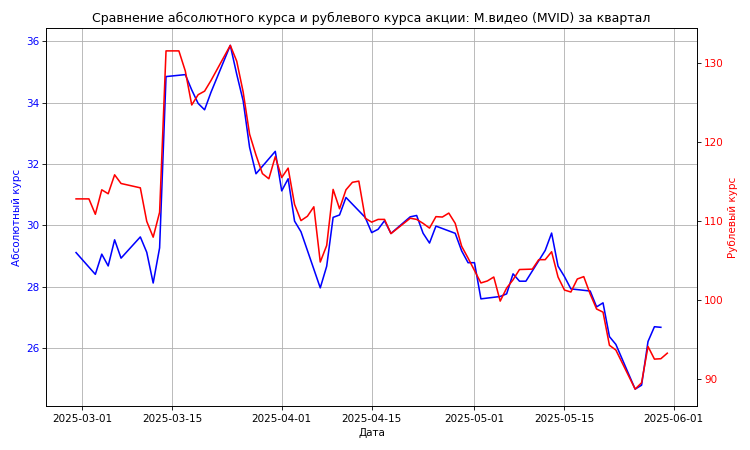 Сравнение абсолютного курса и рублевого курса акции: М.видео (MVID) за квартал
36
34
32
30
28
26
Абсолютный курс
130
120
110
100
90
Рублевый курс
2025-03-01 2025-03-15 2025-04-01 2025-04-15 2025-05-01 2025-05-15 2025-06-01
Дата